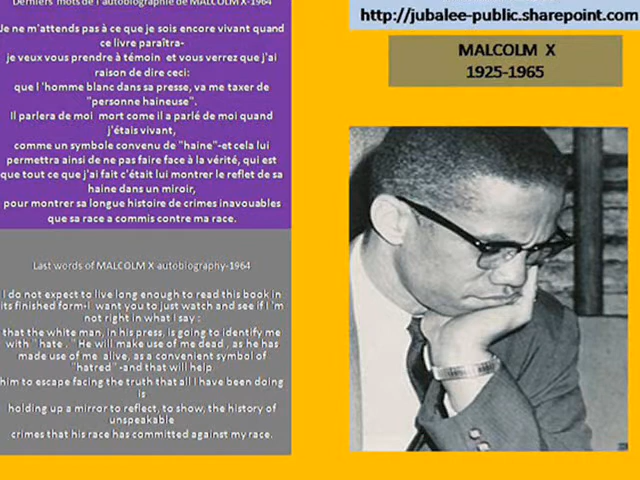 Derniers mots de l'autobiographie de MALCOLM X-1964
Je ne m'attends pas à ce que je sois encore vivant quand
ce livre paraîtra-
je veux vous prendre à témoin et vous verrez que j'ai
raison de dire ceci:
que l 'homme blanc dans sa presse, va me taxer de
"personne haineuse".
Il parlera de moi mort come il a parlé de moi quand
j'étais vivant,
comme un symbole convenu de "haine"-et cela lui
permettra ainsi de ne pas faire face à la vérité, qui est
que tout ce que j'ai fait c'était lui montrer le reflet de sa
haine dans un miroir,
pour montrer sa longue histoire de crimes inavouables
que sa race a commis contre ma race.
Last words of MALCOLM X autobiography-1964
I do not expect to live long enough to read this book in
its finished form-I want you to just watch and see if I 'm
not right in what I say :
that the white man, in his press, is going to identify me
with " hate . " He will make use of me dead , as he has
made use of me alive, as a convenient symbol of
"hatred" -and that will help
him to escape facing the truth that all I have been doing
is
holding up a mirror to reflect, to show, the history of
unspeakable
crimes that his race has committed against my race.
http://jubalee-public.sharepoint.com
MALCOLM X
1925-1965